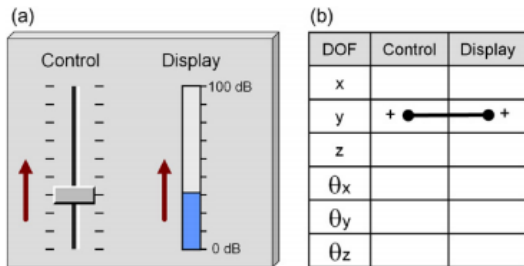 (a)
Control
Display
100 dB
0 dB
(b)
DOF Control Display
x
y + +
z
θx
θy
θz